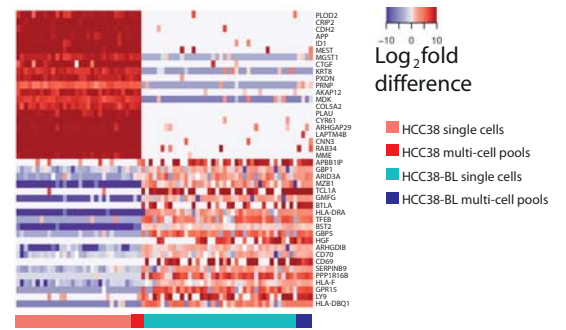 PLOD2
CRIP2
CDH2
APP
ID1
MEST
MGST1
CTGF
KRT8
PXDN
PRNP
AKAP12
MDK
COL5A2
PLAU
CYR61
ARHGAP29
LAPTM4B
CNN3
RAB34
MME
APBB1IP
GBP1
ARID3A
MZB1
TCL1A
GMFG
BTLA
HLA-DRA
TFEB
BST2
GBP5
HGF
ARHGDIB
CD70
CD69
SERPINB9
PPP1R16B
HLA-F
GPR15
LY9
HLA-DBQ1
−10 0 10
Log2fold
difference
HCC38 single cells
HCC38 multi-cell pools
HCC38-BL single cells
HCC38-BL multi-cell pools